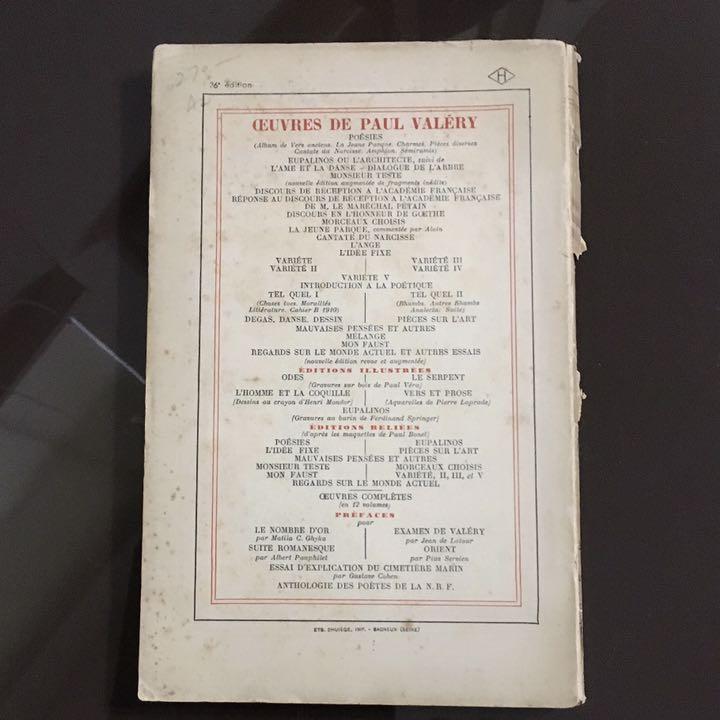 26e édition
H
ŒUVRES DE PAUL VALÉRY
POÉSIES
(Album de Vers anciens. La Jeune Parque. Charmes. Pièces diverses
Cantate du Narcisse. Amphion. Sémiramis)
EUPALINOS OU L'ARCHITECTE, suivi de
L'AME ET LA DANSE - DIALOGUE DE L'ARBRE
MONSIEUR TESTE
(nouvelle édition augmentée de fragments inédits)
DISCOURS DE RÉCEPTION A L'ACADÉMIE FRANÇAISE
RÉPONSE AU DISCOURS DE RÉCEPTION A L'ACADÉMIE FRANÇAISE
DE M. LE MARÉCHAL PÉTAIN
DISCOURS EN L'HONNEUR DE GŒTHE
MORCEAUX CHOISIS
LA JEUNE PARQUE, commentée par Alain
CANTATE DU NARCISSE
L'ANGE
L'IDÉE FIXE
VARIÉTÉ VARIÉTÉ III
VARIÉTÉ II VARIÉTÉ IV
VARIÉTÉ V
INTRODUCTION A LA POÉTIQUE
TEL QUEL I TEL QUEL II
(Choses tues. Moralités (Rhumbs. Autres Rhumbs
Littérature. Cahier B 1910) Analecta. Suite)
DEGAS. DANSE. DESSIN PIÈCES SUR L'ART
MAUVAISES PENSÉES ET AUTRES
MÉLANGE
MON FAUST
REGARDS SUR LE MONDE ACTUEL ET AUTRES ESSAIS
(nouvelle édition revue et augmentée)
ÉDITIONS ILLUSTRÉES
ODES LE SERPENT
(Gravures sur bois de Paul Véra)
L'HOMME ET LA COQUILLE VERS ET PROSE
(Dessins au crayon d'Henri Mondor) (Aquarelles de Pierre Laprade)
EUPALINOS
(Gravures au burin de Ferdinand Springer)
ÉDITIONS RELIÉES
(d'après les maquettes de Paul Bonet)
POÉSIES EUPALINOS
L'IDÉE FIXE PIÈCES SUR L'ART
MAUVAISES PENSÉES ET AUTRES
MONSIEUR TESTE MORCEAUX CHOISIS
MON FAUST VARIÉTÉ, II, III, et V
REGARDS SUR LE MONDE ACTUEL
ŒUVRES COMPLÈTES
(en 12 volumes)
PRÉFACES
pour
LE NOMBRE D'OR EXAMEN DE VALÉRY
par Matila C. Ghyka par Jean de Latour
SUITE ROMANESQUE ORIENT
par Albert Pauphilet par Pius Servien
ESSAI D'EXPLICATION DU CIMETIÈRE MARIN
par Gustave Cohen
ANTHOLOGIE DES POÈTES DE LA N. R. F.
ETS. DHUIÈGE, IMP. - BAGNEUX (SEINE)